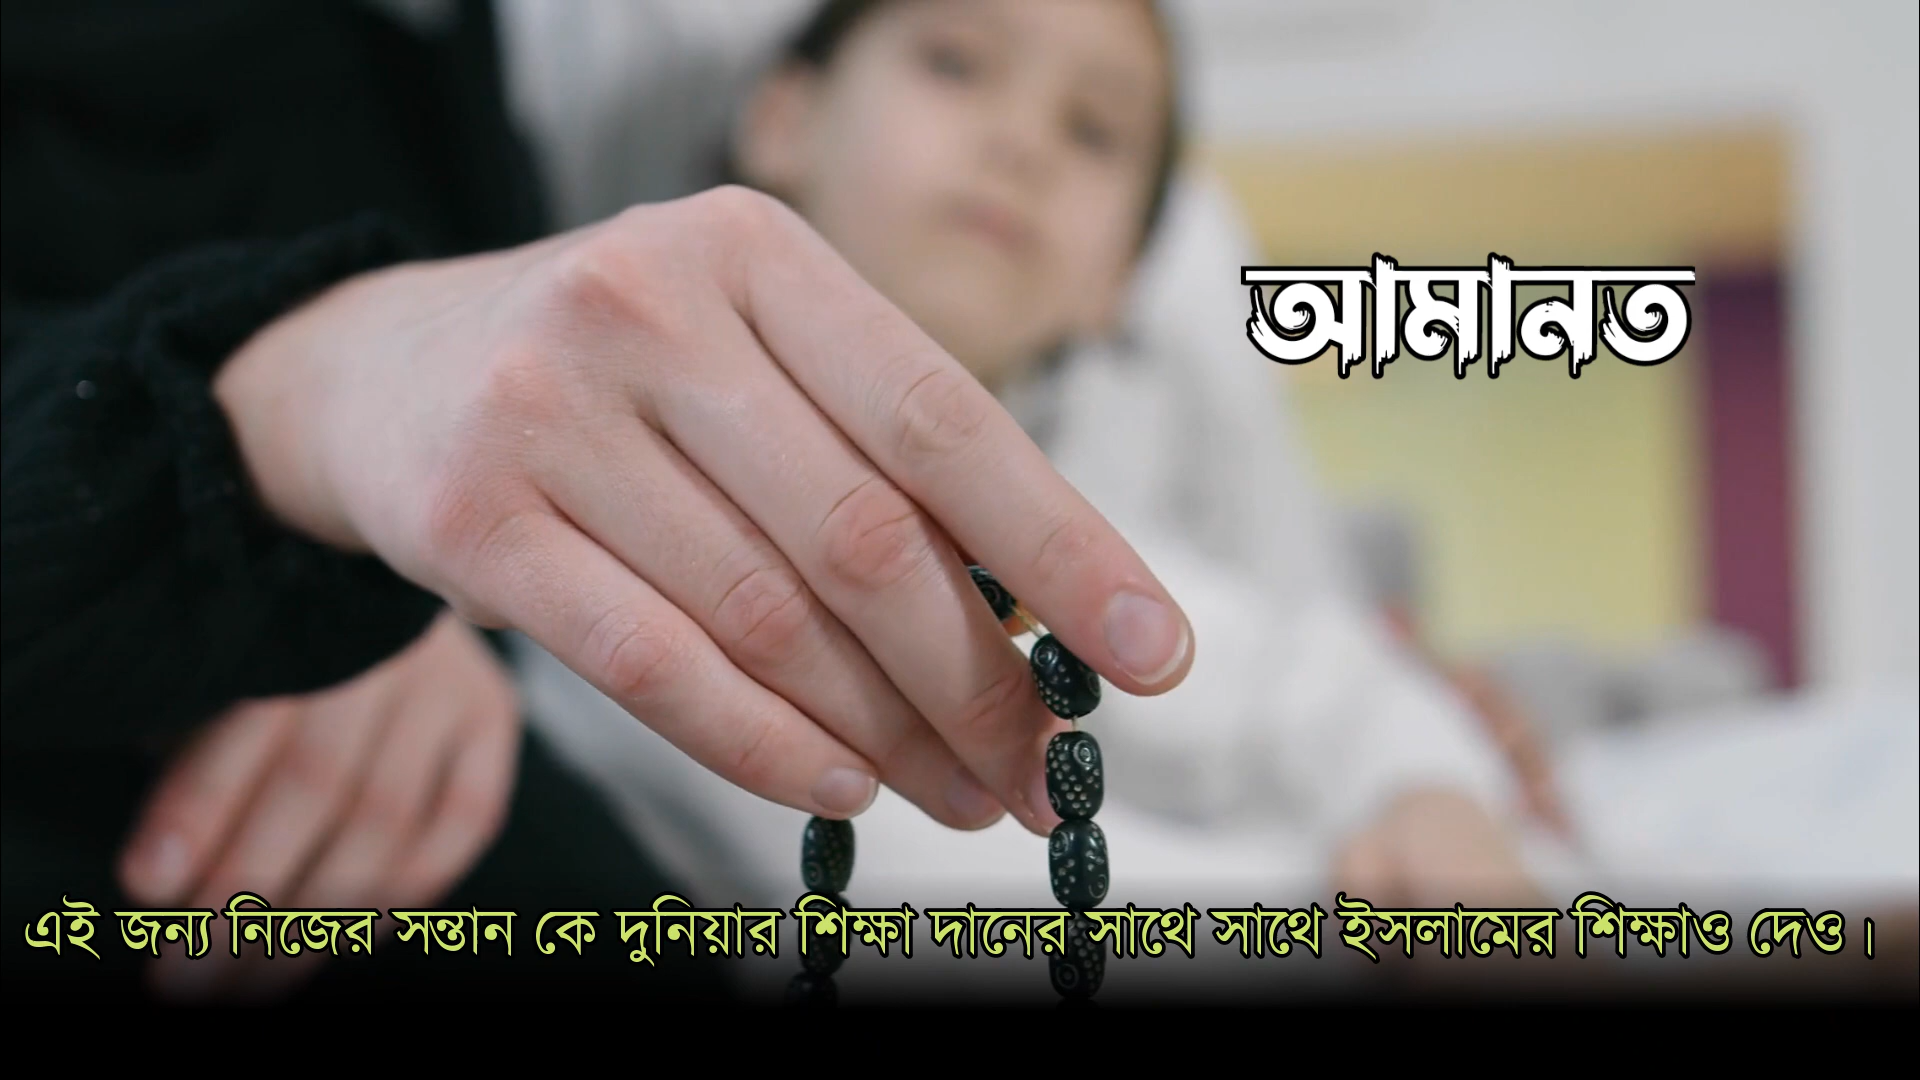 আমানত
এই জন্য নিজের সন্তান কে দুনিয়ার শিক্ষা দানের সাথে সাথে ইসলামের শিক্ষাও দেও।